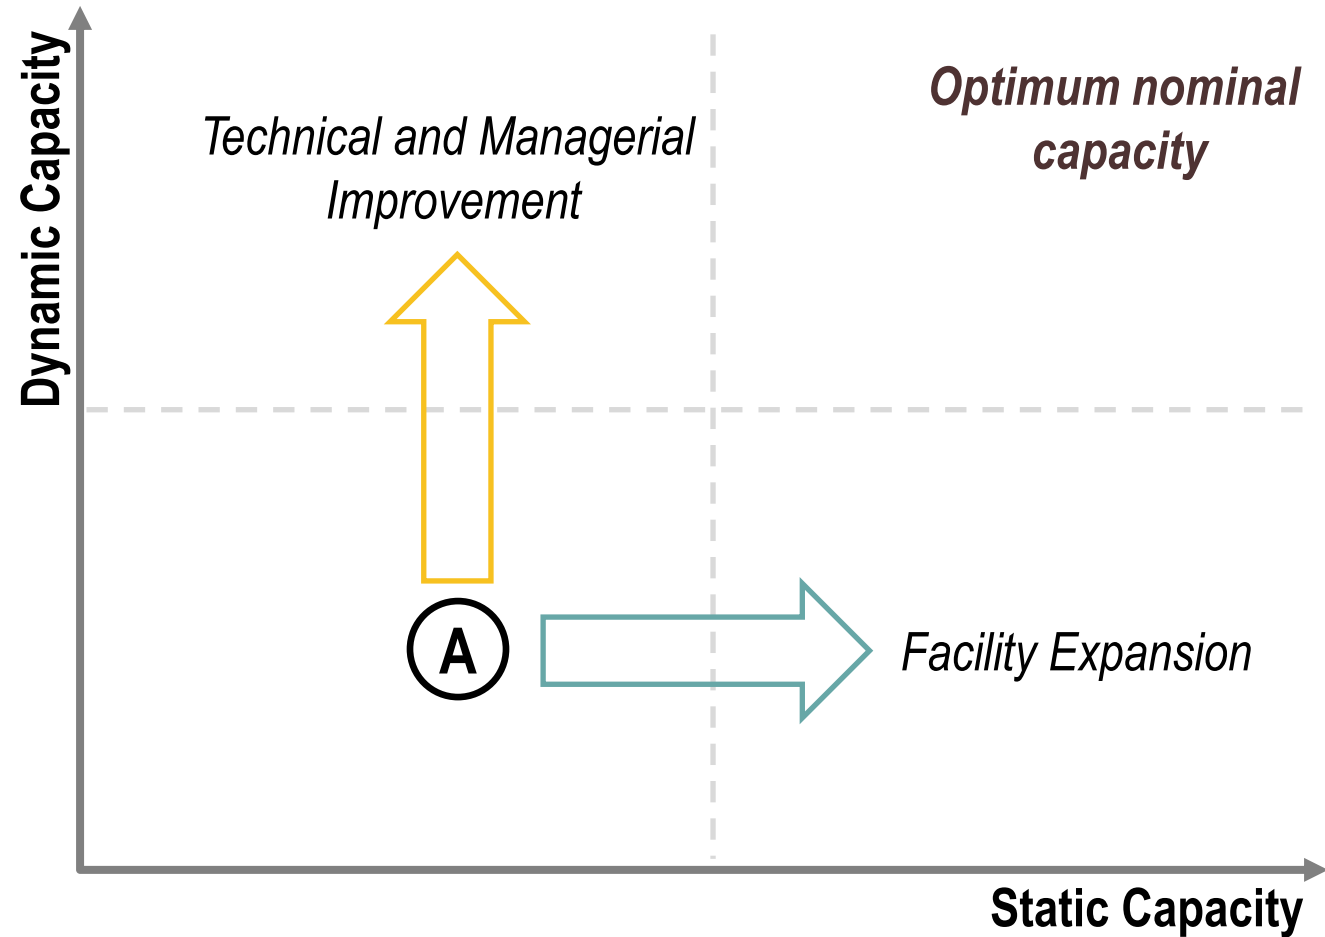 Dynamic Capacity
Optimum nominal
capacity
Technical and Managerial
Improvement
A
Facility Expansion
Static Capacity